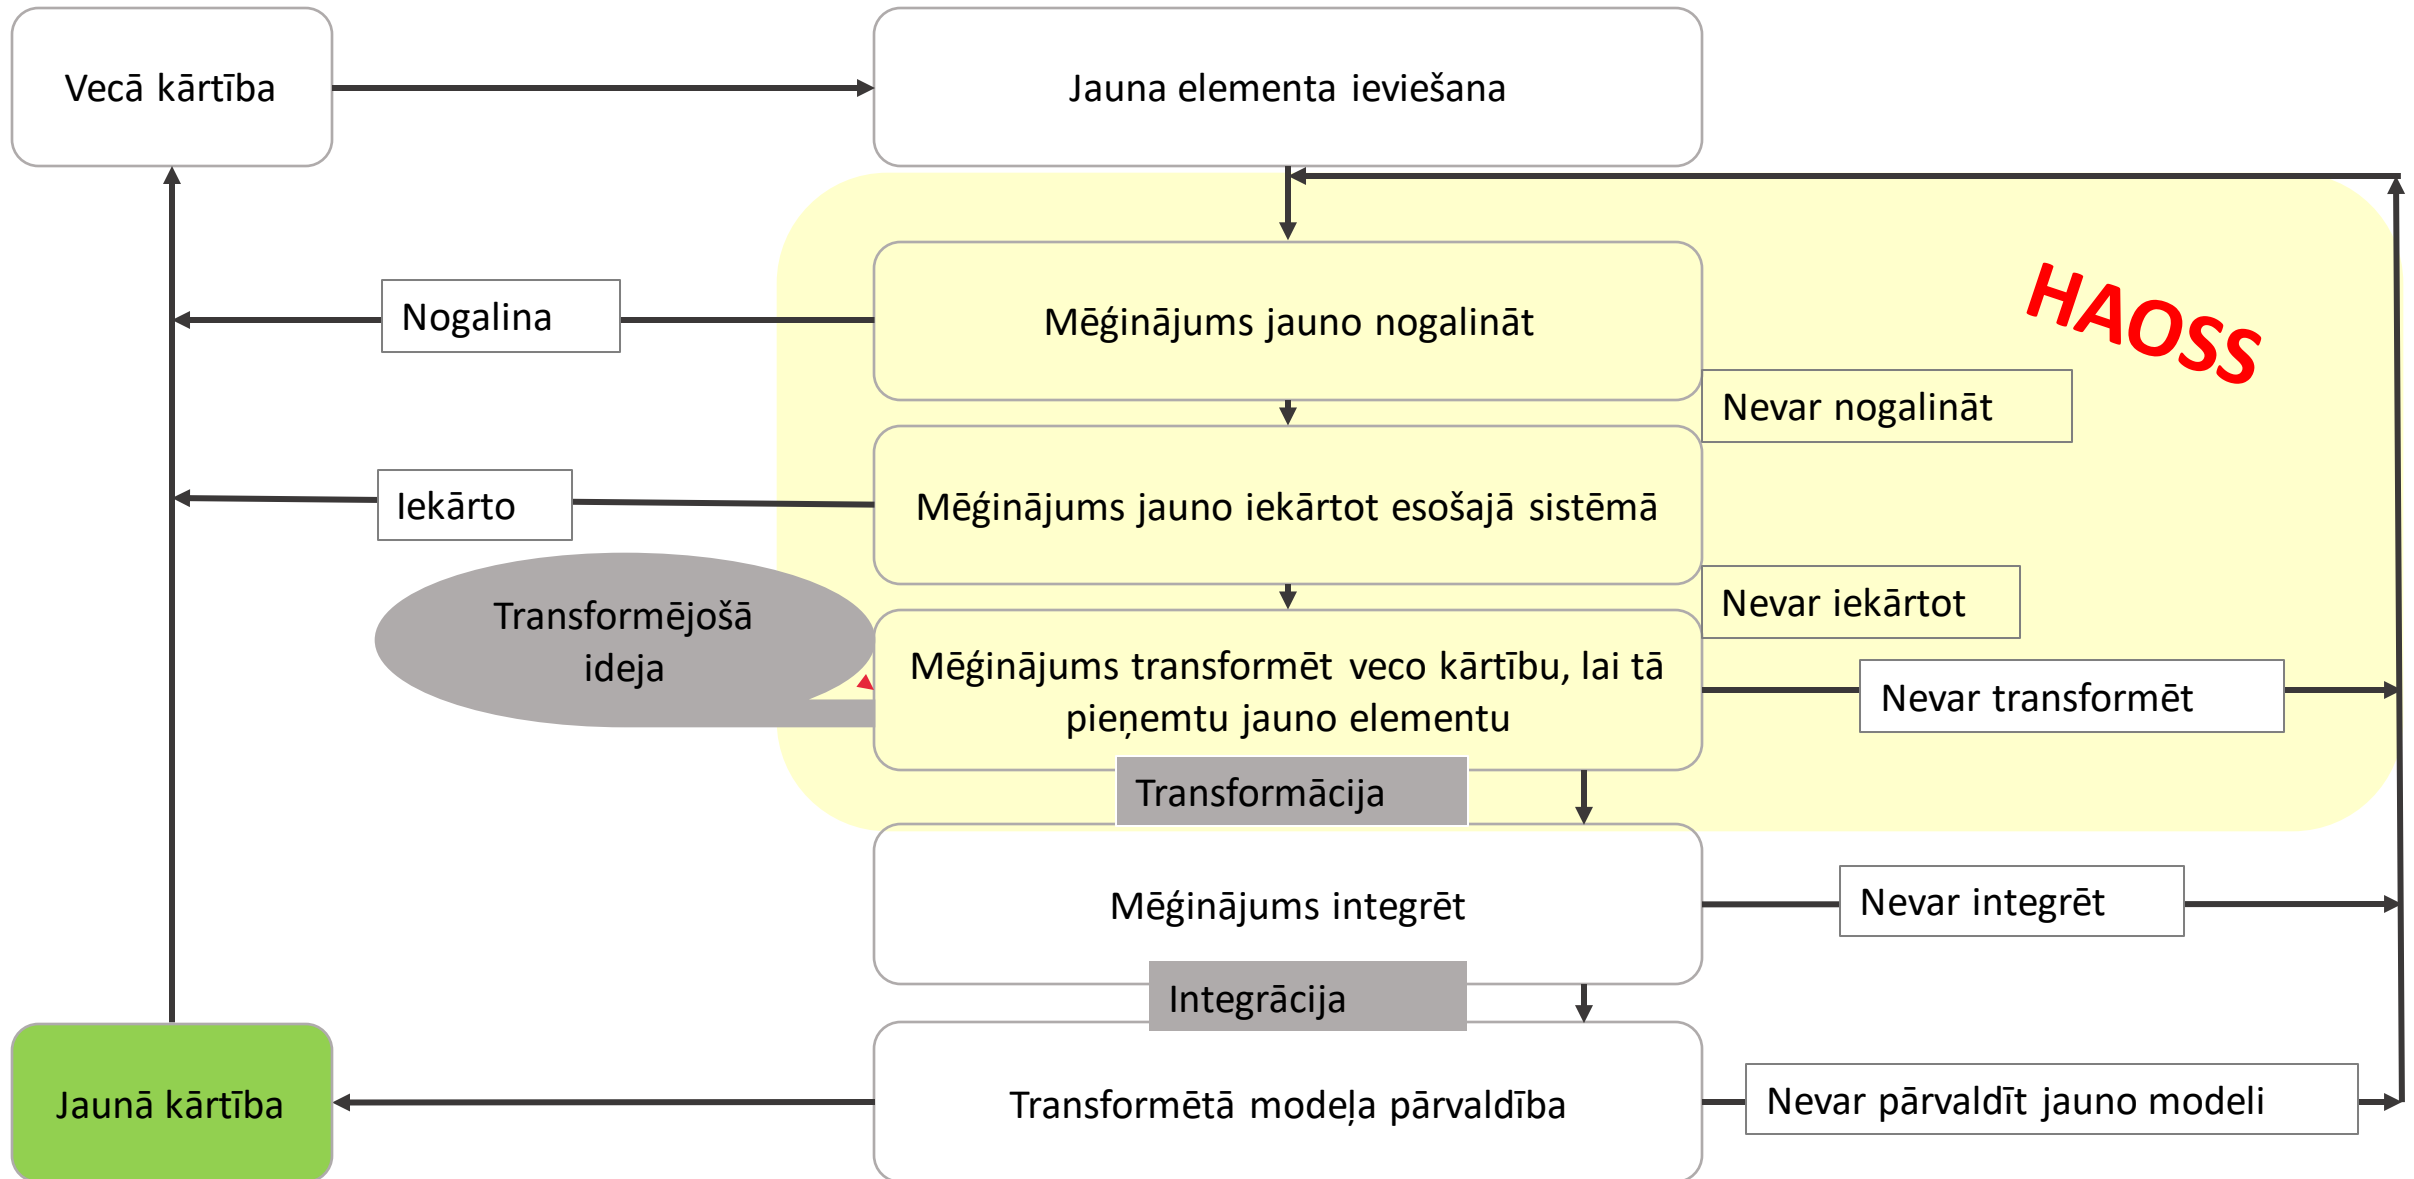 Vecā kārtība
Jauna elementa ieviešana
HAOSS
Nogalina
Mēģinājums jauno nogalināt
Nevar nogalināt
Iekārto
Mēģinājums jauno iekārtot esošajā sistēmā
Nevar iekārtot
Transformējošā
ideja
Mēģinājums transformēt veco kārtību, lai tā
pieņemtu jauno elementu
Nevar transformēt
Transformācija
Mēģinājums integrēt
Nevar integrēt
Integrācija
Jaunā kārtība
Transformētā modeļa pārvaldība
Nevar pārvaldīt jauno modeli